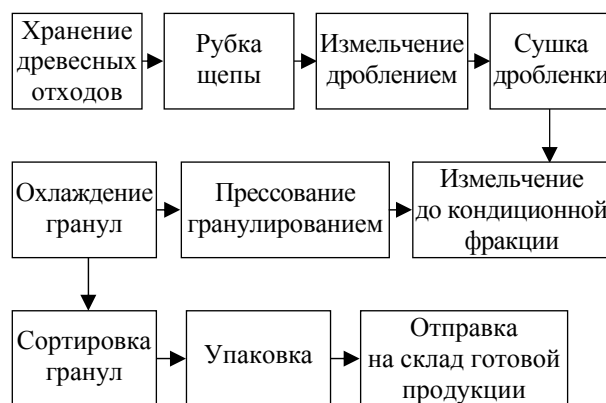 Хранение
древесных
отходов
Рубка
щепы
Измельчение
дроблением
Сушка
дробленки
Охлаждение
гранул
Прессование
гранулированием
Измельчение
до кондиционной
фракции
Сортировка
гранул
Упаковка
Отправка
на склад готовой
продукции